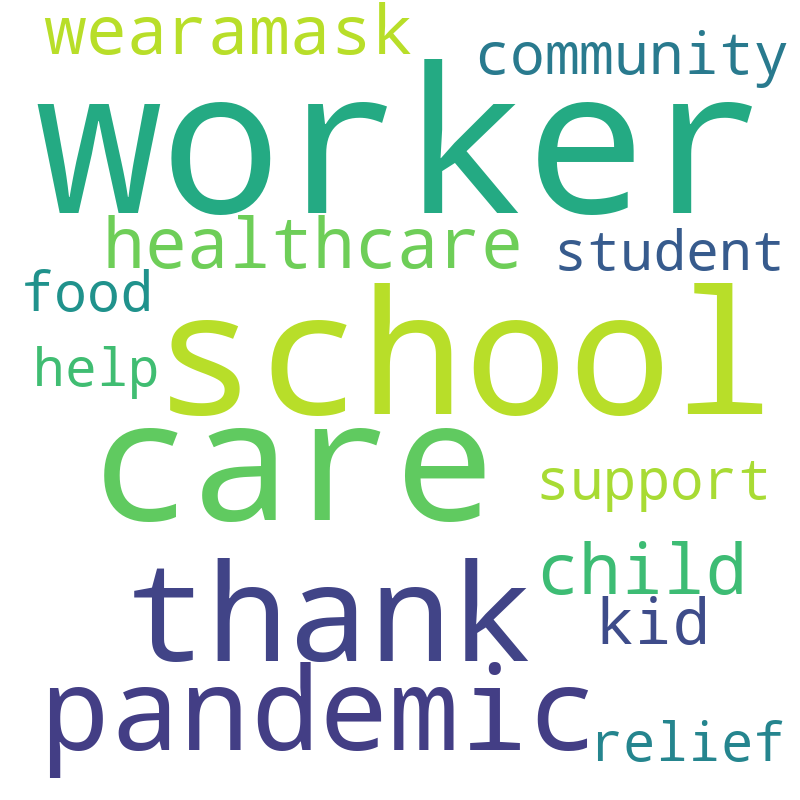 wearamask
community
worker
healthcare
student
food
school
help
care
support
thank
child
kid
pandemic
relief